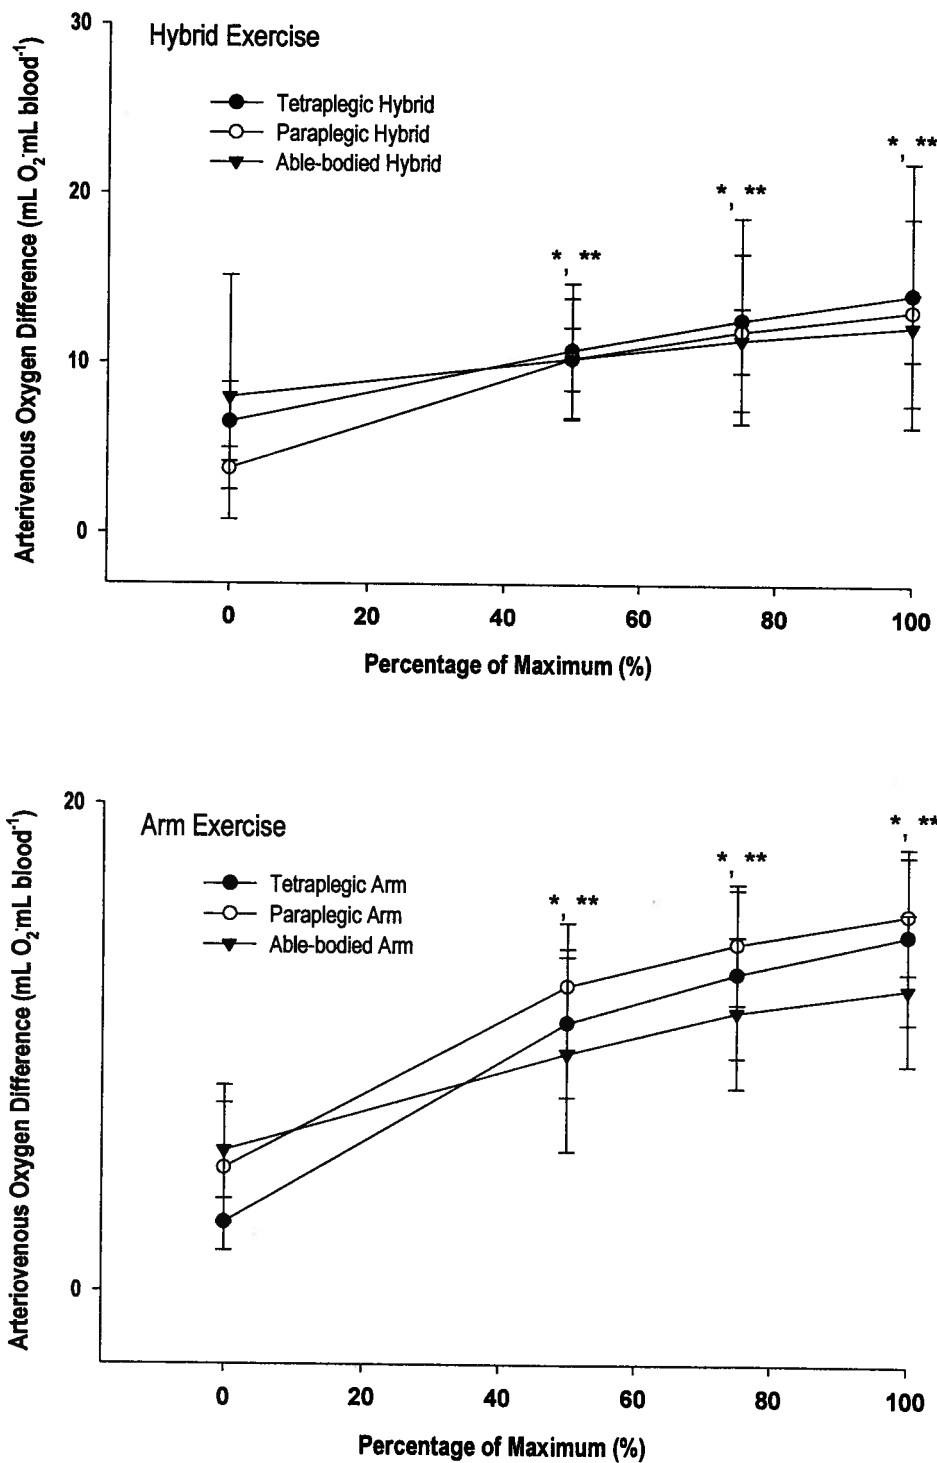 30
Hybrid Exercise
Tetraplegic Hybrid
Paraplegic Hybrid
Able-bodied Hybrid
*, **
*, **
*, **
20
10
0
Arterivenous Oxygen Difference (mL O₂·mL blood⁻¹)
0 20 40 60 80 100
Percentage of Maximum (%)
20
Arm Exercise
Tetraplegic Arm
Paraplegic Arm
Able-bodied Arm
*, **
*, **
*, **
0
Arteriovenous Oxygen Difference (mL O₂·mL blood⁻¹)
0 20 40 60 80 100
Percentage of Maximum (%)